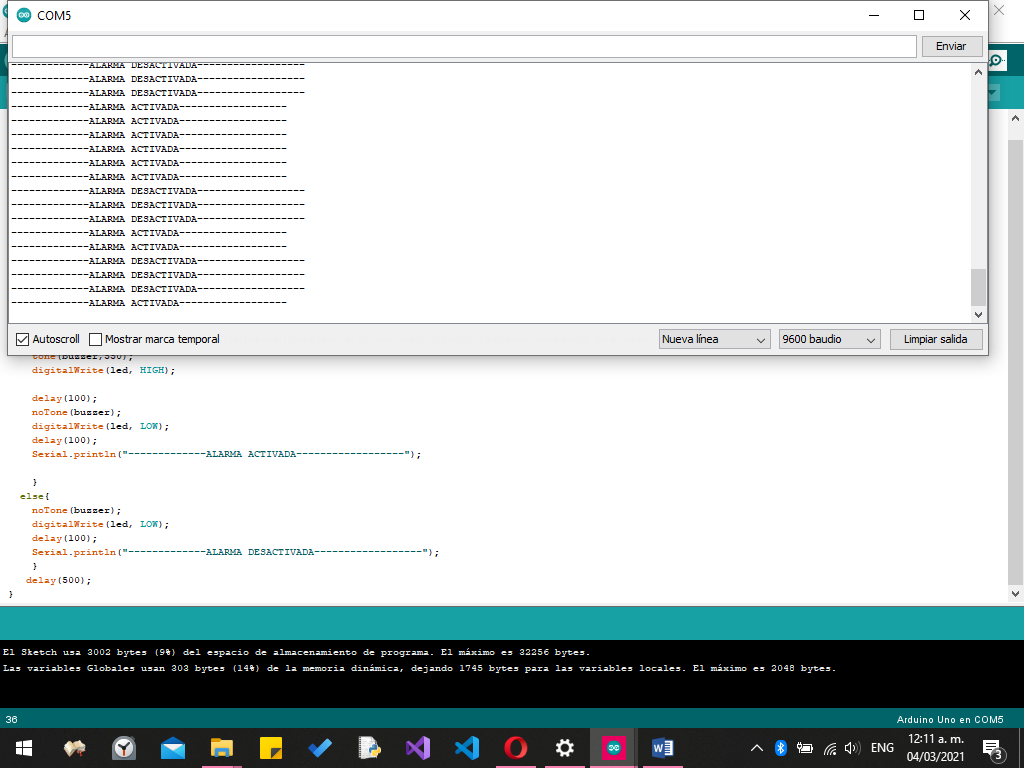 COM5
Enviar
-------------ALARMA DESACTIVADA------------------
-------------ALARMA DESACTIVADA------------------
-------------ALARMA DESACTIVADA------------------
-------------ALARMA ACTIVADA------------------
-------------ALARMA ACTIVADA------------------
-------------ALARMA ACTIVADA------------------
-------------ALARMA ACTIVADA------------------
-------------ALARMA ACTIVADA------------------
-------------ALARMA ACTIVADA------------------
-------------ALARMA DESACTIVADA------------------
-------------ALARMA DESACTIVADA------------------
-------------ALARMA DESACTIVADA------------------
-------------ALARMA ACTIVADA------------------
-------------ALARMA ACTIVADA------------------
-------------ALARMA DESACTIVADA------------------
-------------ALARMA DESACTIVADA------------------
-------------ALARMA DESACTIVADA------------------
-------------ALARMA ACTIVADA------------------
Autoscroll Mostrar marca temporal Nueva línea 9600 baudio Limpiar salida
tone(buzzer,550);
digitalWrite(led, HIGH);
delay(100);
noTone(buzzer);
digitalWrite(led, LOW);
delay(100);
Serial.println("-------------ALARMA ACTIVADA------------------");
}
else{
noTone(buzzer);
digitalWrite(led, LOW);
delay(100);
Serial.println("-------------ALARMA DESACTIVADA------------------");
}
delay(500);
}
El Sketch usa 3002 bytes (9%) del espacio de almacenamiento de programa. El máximo es 32256 bytes.
Las variables Globales usan 303 bytes (14%) de la memoria dinámica, dejando 1745 bytes para las variables locales. El máximo es 2048 bytes.
36 Arduino Uno en COM5
ENG 12:11 a. m.
04/03/2021
3